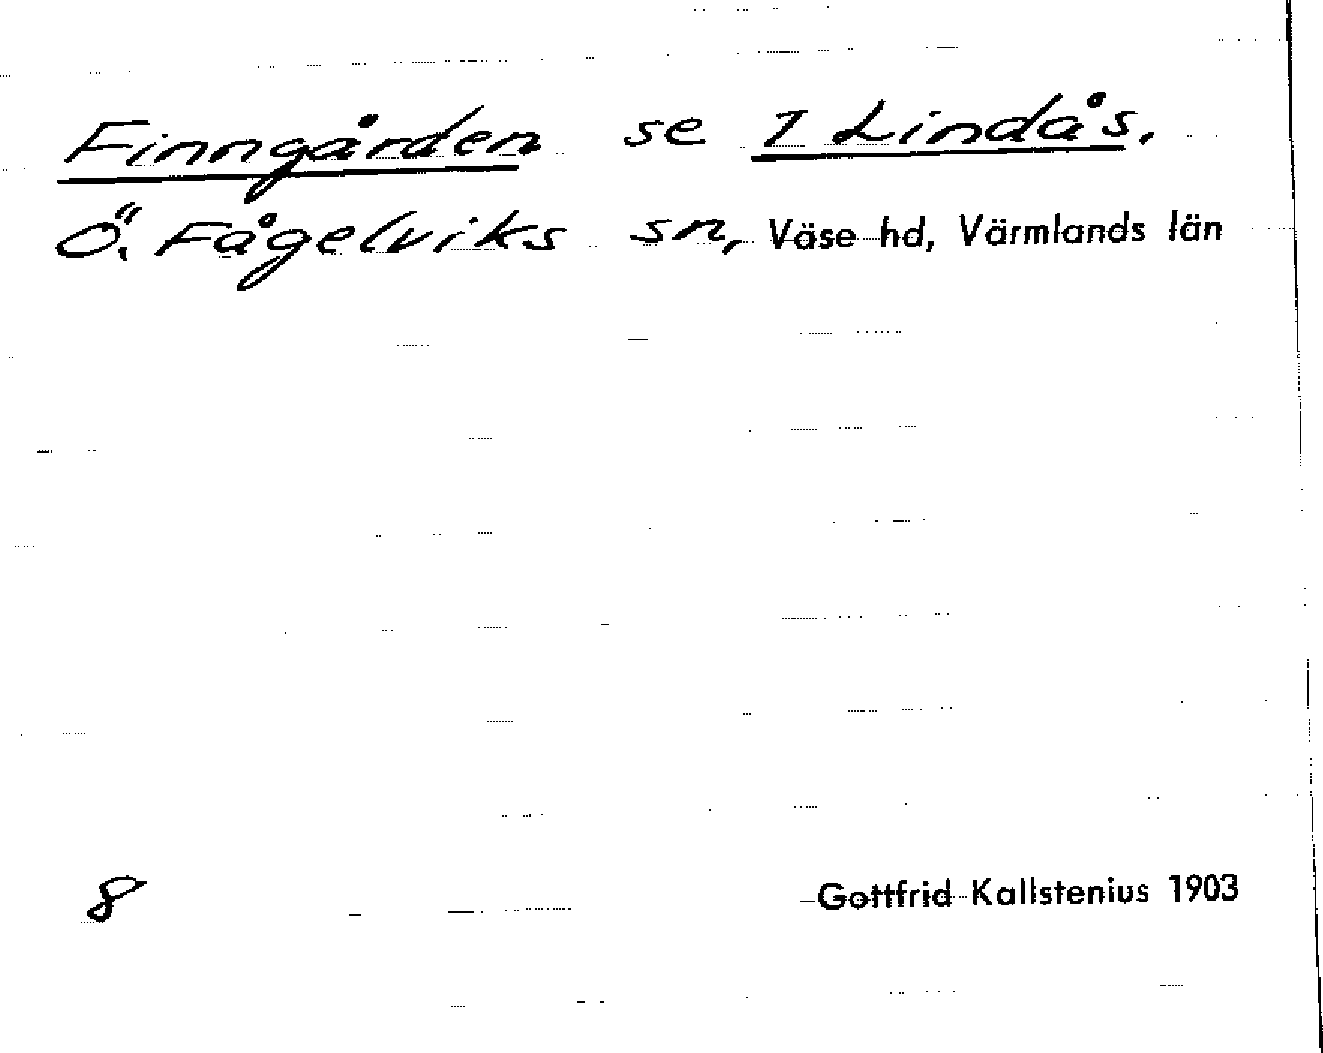 Finngården se 1 Lindås.
Ö. Fågelviks sn, Väse hd, Värmlands län
8 Gottfrid Kallstenius 1903